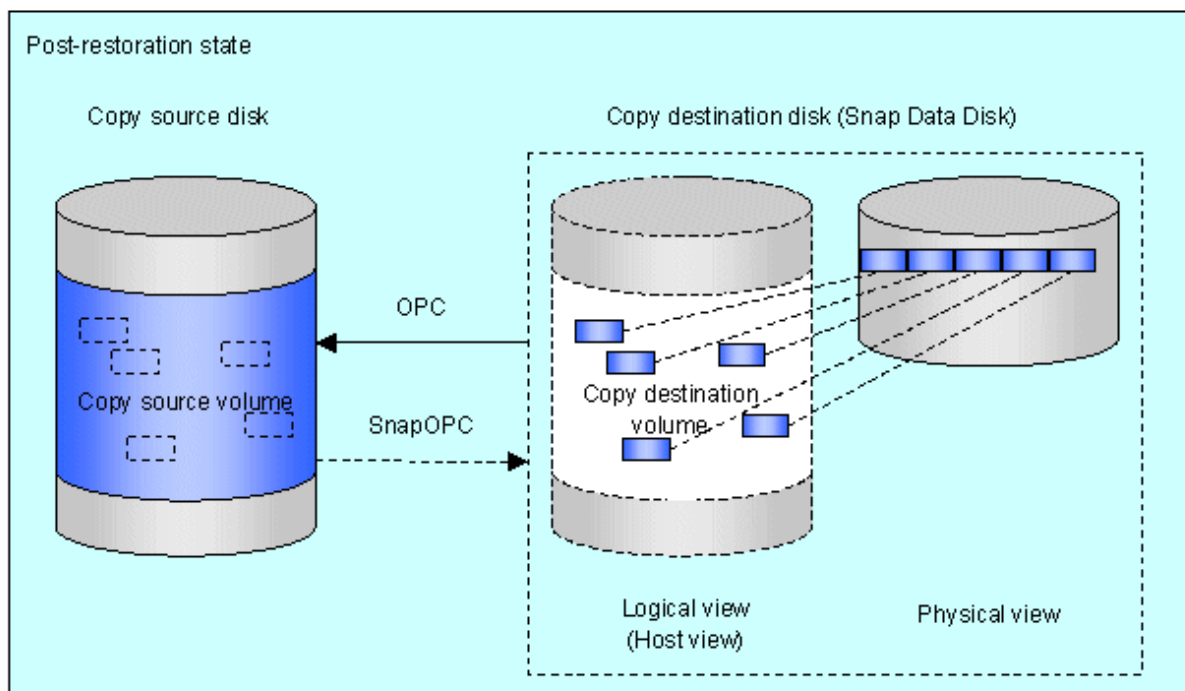 Post-restoration state
Copy source disk
Copy destination disk (Snap Data Disk)
OPC
Copy source volume
SnapOPC
Copy destination
volume
Logical view
(Host view)
Physical view